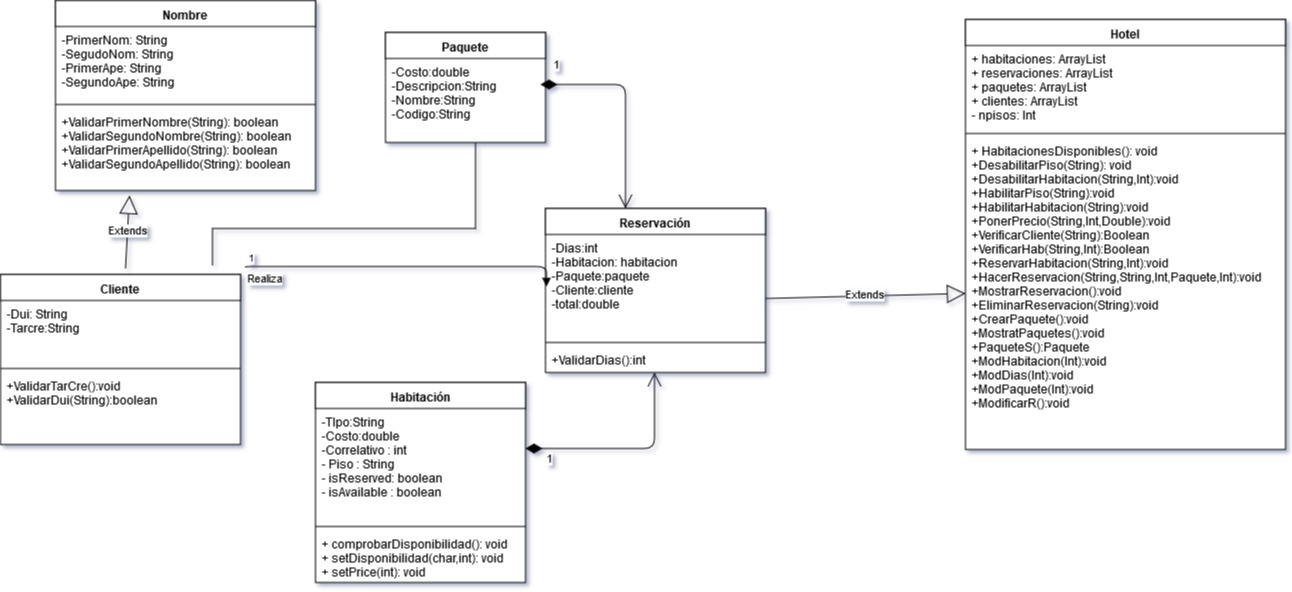 Nombre
-PrimerNom: String
-SegudoNom: String
-PrimerApe: String
-SegundoApe: String
+ValidarPrimerNombre(String): boolean
+ValidarSegundoNombre(String): boolean
+ValidarPrimerApellido(String): boolean
+ValidarSegundoApellido(String): boolean
Extends
Paquete
-Costo:double
-Descripcion:String
-Nombre:String
-Codigo:String
1
Cliente
-Dui: String
-Tarcre:String
+ValidarTarCre():void
+ValidarDui(String):boolean
1
Realiza
Reservación
-Dias:int
-Habitacion: habitacion
-Paquete:paquete
-Cliente:cliente
-total:double
+ValidarDias():int
Extends
Habitación
-TIpo:String
-Costo:double
-Correlativo : int
- Piso : String
- isReserved: boolean
- isAvailable : boolean
+ comprobarDisponibilidad(): void
+ setDisponibilidad(char,int): void
+ setPrice(int): void
1
Hotel
+ habitaciones: ArrayList
+ reservaciones: ArrayList
+ paquetes: ArrayList
+ clientes: ArrayList
- npisos: Int
+ HabitacionesDisponibles(): void
+DesabilitarPiso(String): void
+DesabilitarHabitacion(String,Int):void
+HabilitarPiso(String):void
+HabilitarHabitacion(String):void
+PonerPrecio(String,Int,Double):void
+VerificarCliente(String):Boolean
+VerificarHab(String,Int):Boolean
+ReservarHabitacion(String,Int):void
+HacerReservacion(String,String,Int,Paquete,Int):void
+MostrarReservacion():void
+EliminarReservacion(String):void
+CrearPaquete():void
+MostratPaquetes():void
+PaqueteS():Paquete
+ModHabitacion(Int):void
+ModDias(Int):void
+ModPaquete(Int):void
+ModificarR():void